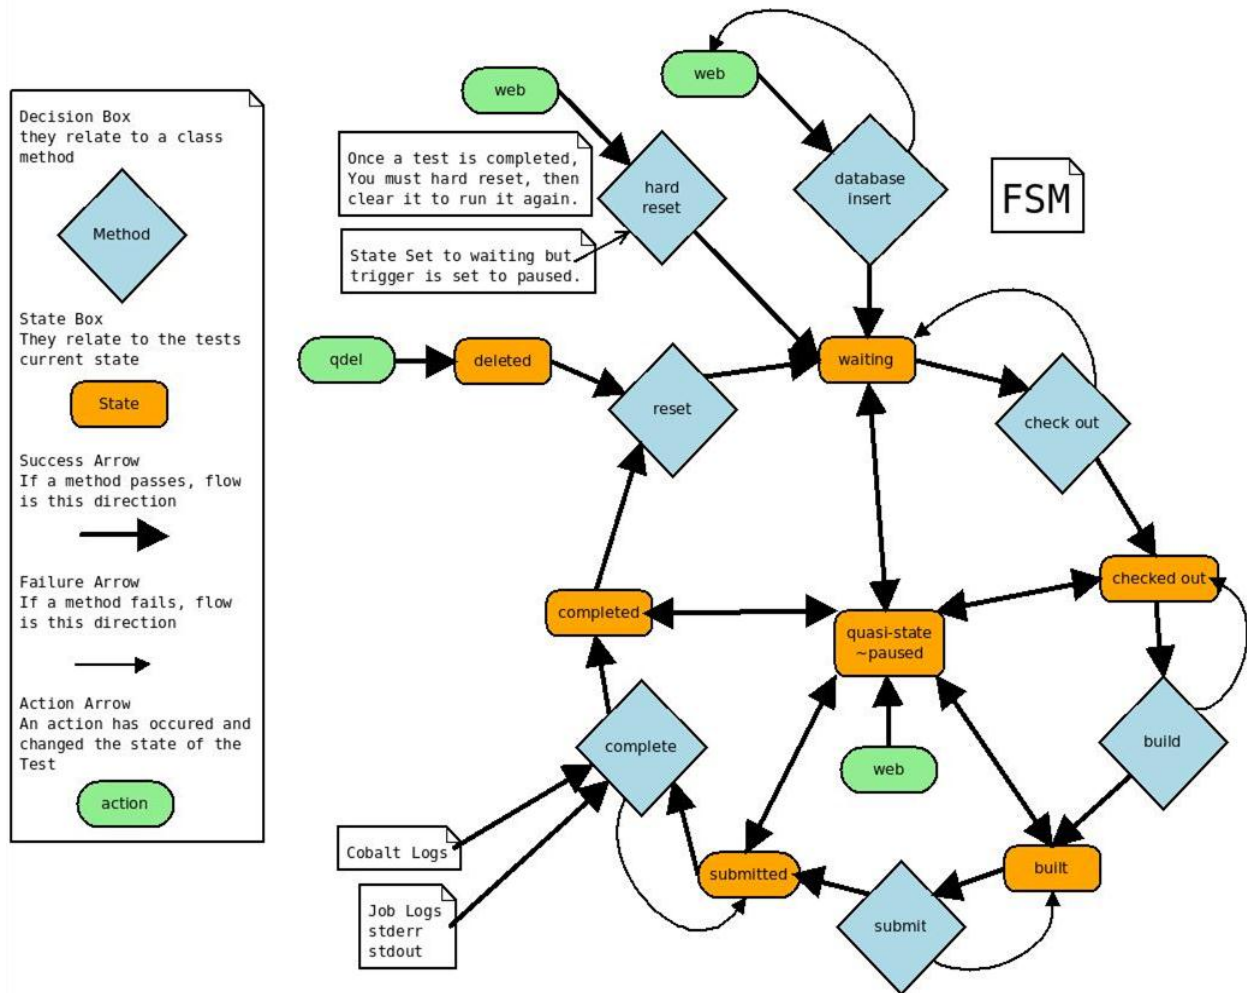 Decision Box
they relate to a class
method
Method
State Box
They relate to the tests
current state
State
Success Arrow
If a method passes, flow
is this direction
Failure Arrow
If a method fails, flow
is this direction
Action Arrow
An action has occured and
changed the state of the
Test
action
web
web
Once a test is completed,
You must hard reset, then
clear it to run it again.
hard
reset
database
insert
FSM
State Set to waiting but
trigger is set to paused.
qdel
deleted
waiting
reset
check out
checked out
completed
quasi-state
~paused
complete
web
build
Cobalt Logs
submitted
built
Job Logs
stderr
stdout
submit